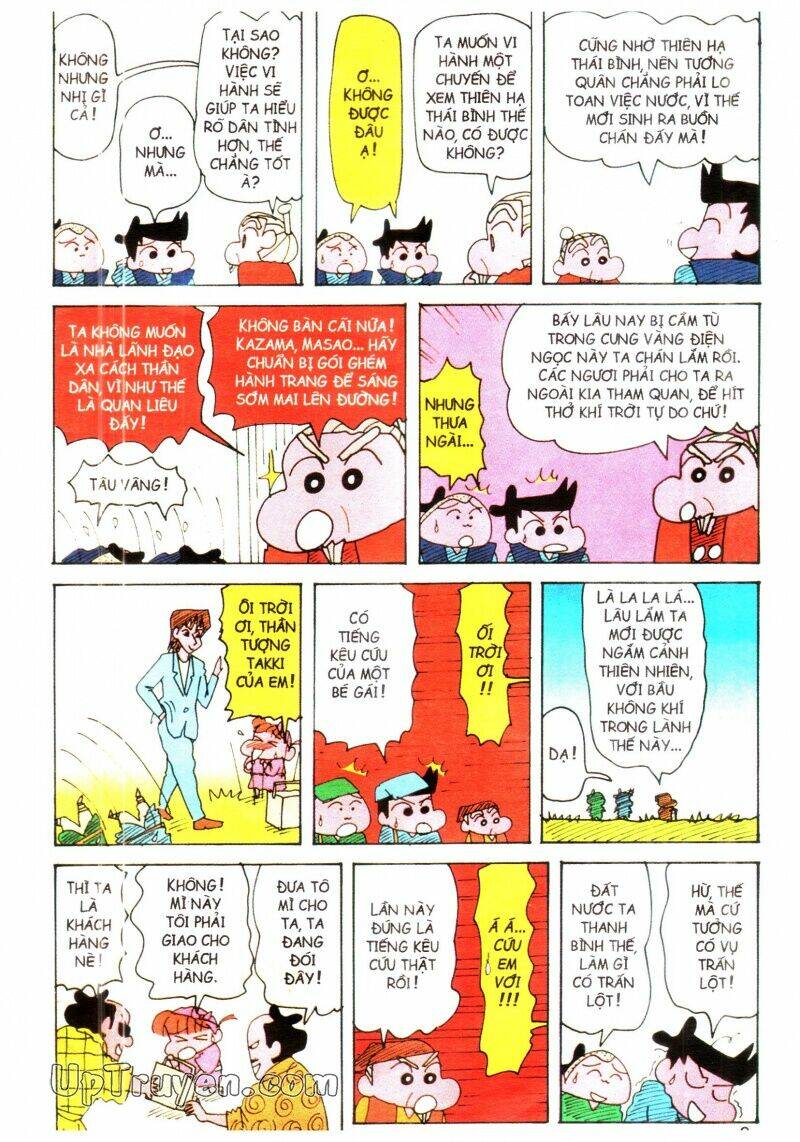 CŨNG NHỜ THIÊN HẠ
THÁI BÌNH, NÊN TƯỚNG
QUÂN CHẲNG PHẢI LO
TOAN VIỆC NƯỚC, VÌ THẾ
MỚI SINH RA BUỒN
CHÁN ĐẤY MÀ!
TA MUỐN VI
HÀNH MỘT
CHUYẾN ĐỂ
XEM THIÊN HẠ
THÁI BÌNH THẾ
NÀO, CÓ ĐƯỢC
KHÔNG?
Ơ...
KHÔNG
ĐƯỢC
ĐÂU
Ạ!
TẠI SAO
KHÔNG?
VIỆC VI
HÀNH SẼ
GIÚP TA HIỂU
RÕ DÂN TÌNH
HƠN, THẾ
CHẲNG TỐT
À?
Ơ...
NHƯNG
MÀ...
KHÔNG
NHƯNG
NHỊ GÌ
CẢ!
BẤY LÂU NAY BỊ CẦM TÙ
TRONG CUNG VÀNG ĐIỆN
NGỌC NÀY TA CHÁN LẮM RỒI.
CÁC NGƯƠI PHẢI CHO TA RA
NGOÀI KIA THAM QUAN, ĐỂ HÍT
THỞ KHÍ TRỜI TỰ DO CHỨ!
NHƯNG
THƯA
NGÀI...
KHÔNG BÀN CÃI NỮA!
KAZAMA, MASAO... HÃY
CHUẨN BỊ GÓI GHÉM
HÀNH TRANG ĐỂ SÁNG
SỚM MAI LÊN ĐƯỜNG!
TA KHÔNG MUỐN
LÀ NHÀ LÃNH ĐẠO
XA CÁCH THẦN
DÂN, VÌ NHƯ THẾ
LÀ QUAN LIÊU
ĐẤY!
TÂU VÂNG!
LÀ LA LA LÁ...
LÂU LẮM TA
MỚI ĐƯỢC
NGẮM CẢNH
THIÊN NHIÊN,
VỚI BẦU
KHÔNG KHÍ
TRONG LÀNH
THẾ NÀY...
DẠ!
ỐI
TRỜI
ƠI
!!
CÓ
TIẾNG
KÊU CỨU
CỦA MỘT
BÉ GÁI!
ÔI TRỜI
ƠI, THẦN
TƯỢNG
TAKKI
CỦA EM!
HỪ, THẾ
MÀ CỨ
TƯỞNG
CÓ VỤ
TRẤN
LỘT!
ĐẤT
NƯỚC TA
THANH
BÌNH THẾ,
LÀM GÌ
CÓ TRẤN
LỘT!
Á Á...
CỨU
EM
VỚI
!!!
LẦN NÀY
ĐÚNG LÀ
TIẾNG KÊU
CỨU THẬT
RỒI!
ĐƯA TÔ
MÌ CHO
TA, TA
ĐANG
ĐÓI
ĐÂY!
KHÔNG!
MÌ NÀY
TÔI PHẢI
GIAO CHO
KHÁCH
HÀNG.
THÌ TA
LÀ
KHÁCH
HÀNG
NÈ!
UpTruyen.com